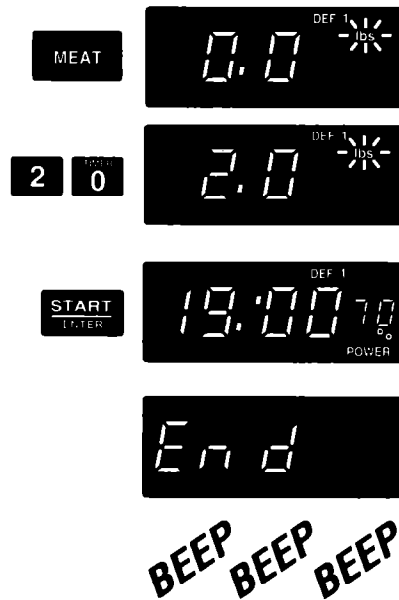 DEF 1
MEAT
0.0 lbs
DEF 1
2 TIMER 0
2.0 lbs
DEF 1
START
ENTER
19:00 70%
POWER
End
BEEP BEEP BEEP